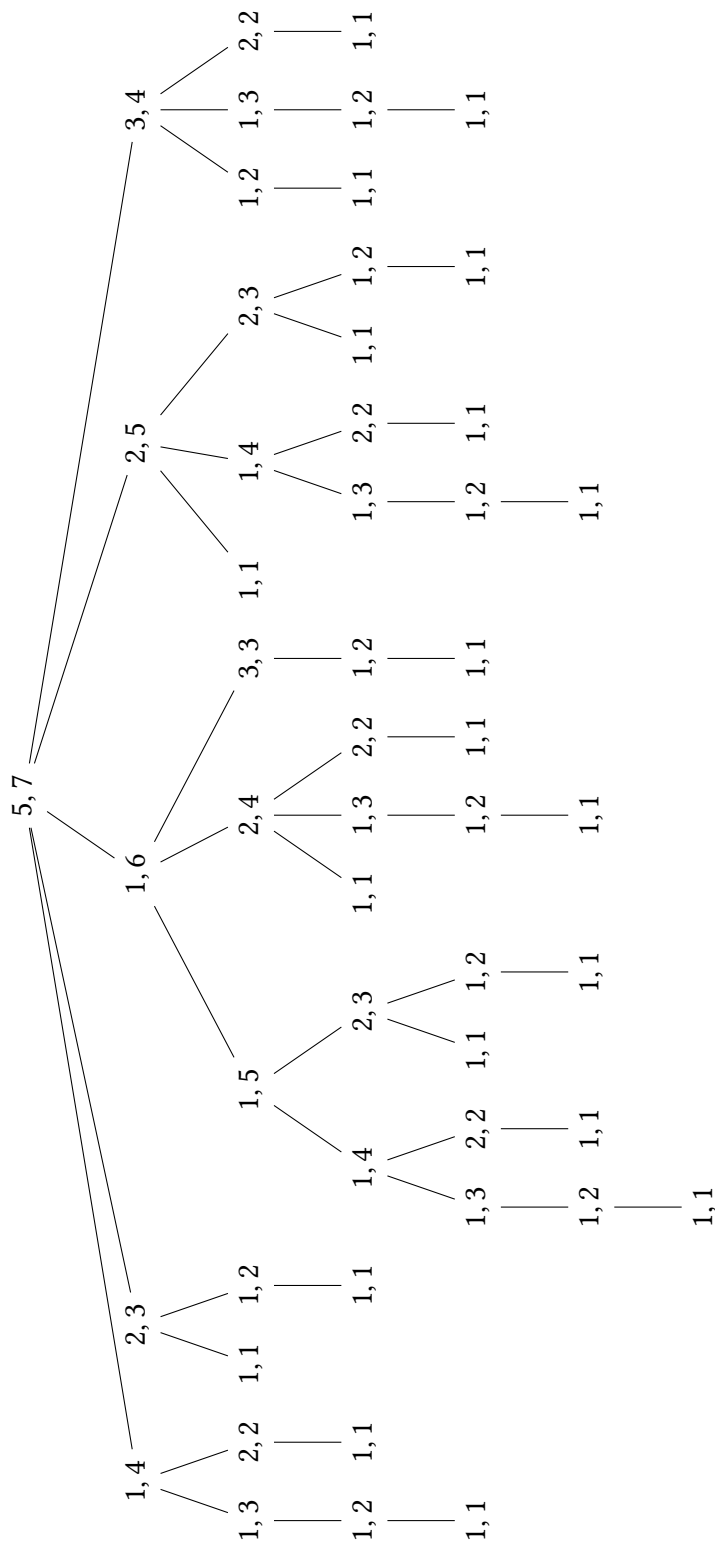 5, 7
1, 4 2, 3 1, 6 2, 5 3, 4
1, 3 2, 2 1, 1 1, 2 1, 5 2, 4 3, 3 1, 1 1, 4 2, 3 1, 2 1, 3 2, 2
1, 2 1, 1 1, 1 1, 4 2, 3 1, 1 1, 3 2, 2 1, 2 1, 3 2, 2 1, 1 1, 2 1, 1 1, 2 1, 1
1, 1 1, 3 2, 2 1, 1 1, 2 1, 2 1, 1 1, 1 1, 2 1, 1 1, 1 1, 1
1, 2 1, 1 1, 1 1, 1 1, 1
1, 1